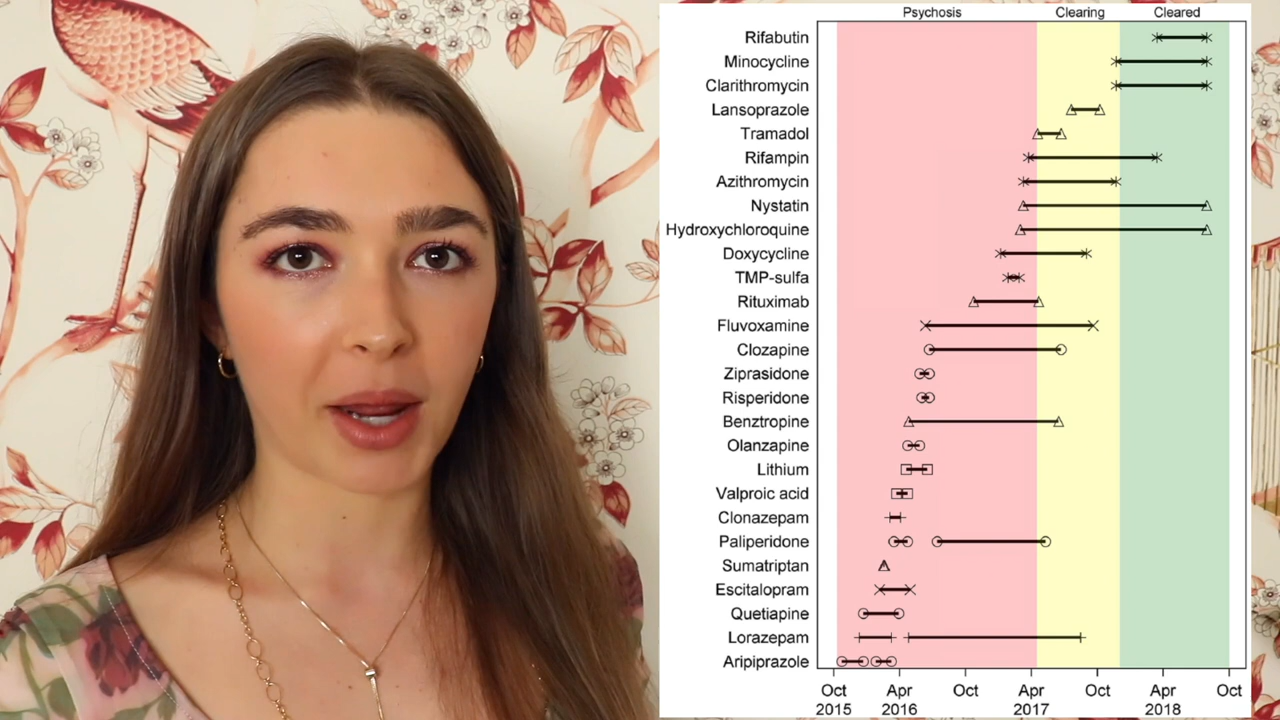 Psychosis Clearing Cleared
Rifabutin
Minocycline
Clarithromycin
Lansoprazole
Tramadol
Rifampin
Azithromycin
Nystatin
Hydroxychloroquine
Doxycycline
TMP-sulfa
Rituximab
Fluvoxamine
Clozapine
Ziprasidone
Risperidone
Benztropine
Olanzapine
Lithium
Valproic acid
Clonazepam
Paliperidone
Sumatriptan
Escitalopram
Quetiapine
Lorazepam
Aripiprazole
Oct Apr Oct Apr Oct Apr Oct
2015 2016 2017 2018